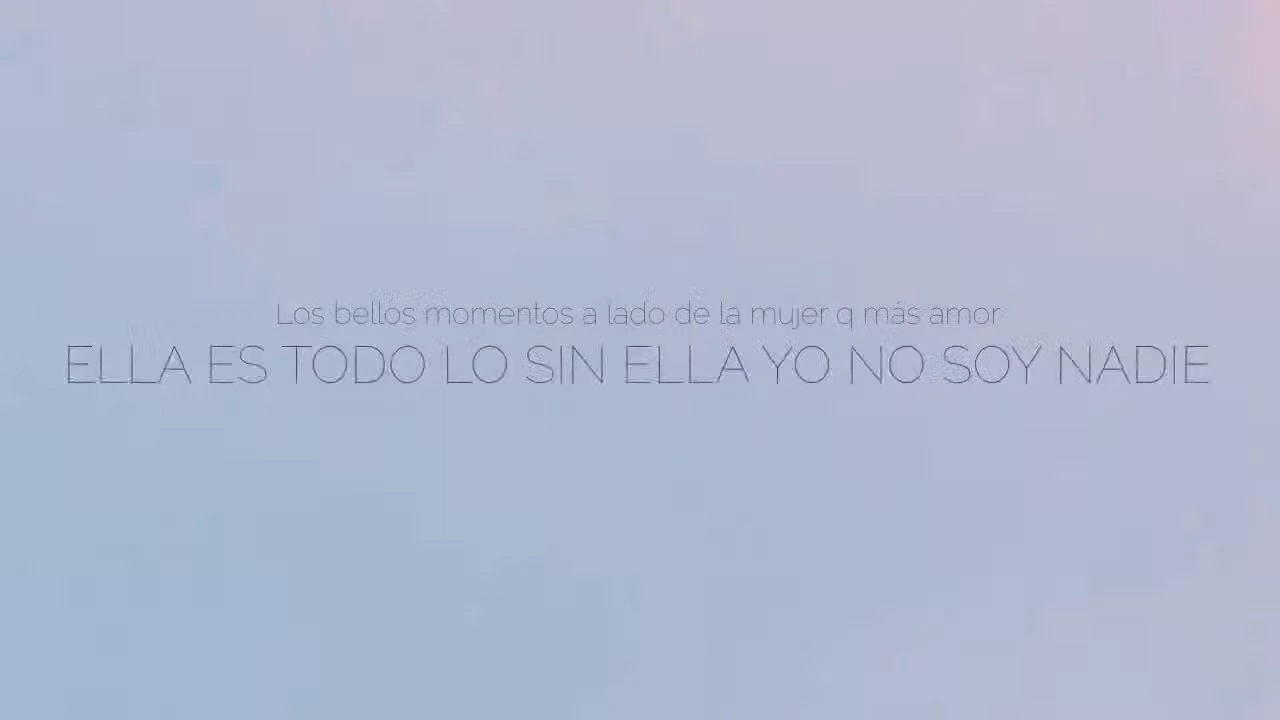 Los bellos momentos a lado de la mujer q más amor
ELLA ES TODO LO SIN ELLA YO NO SOY NADIE